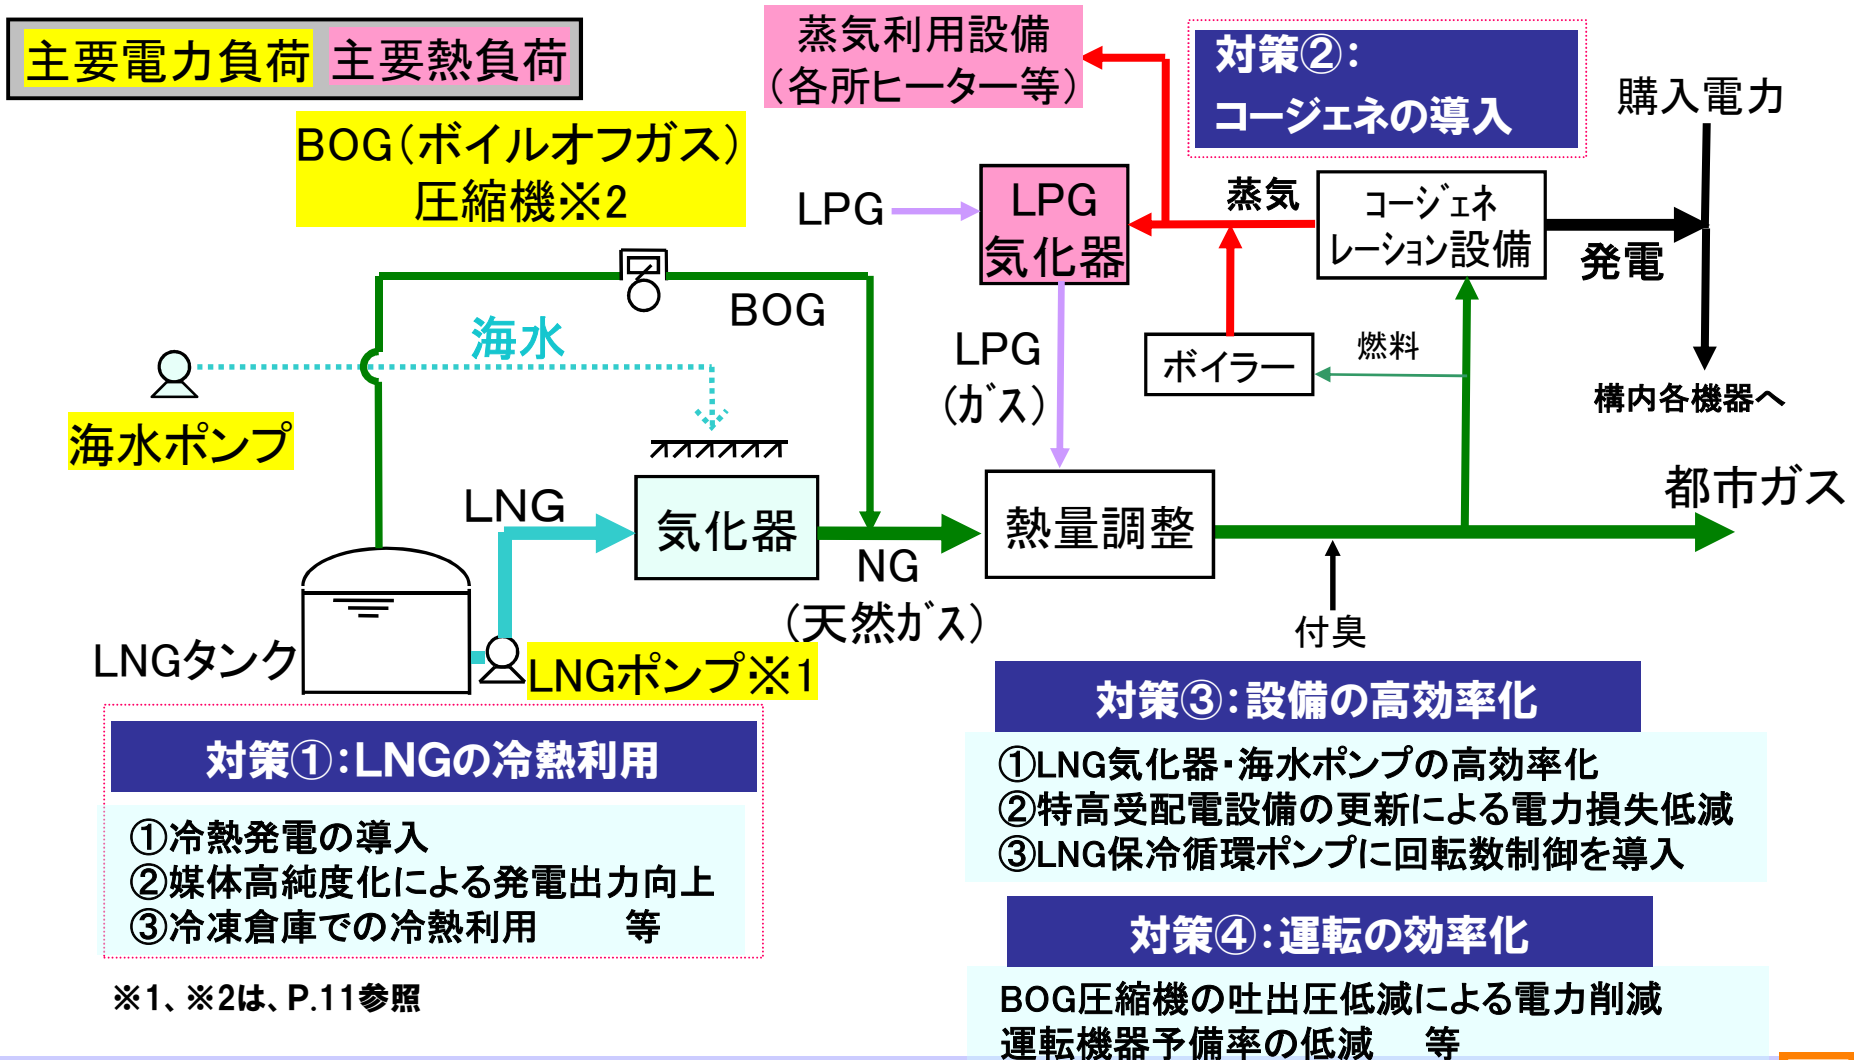 主要電力負荷 主要熱負荷
蒸気利用設備
（各所ヒーター等）
対策②：
コージェネの導入
購入電力
BOG（ボイルオフガス）
圧縮機※2
LPG
LPG
気化器
蒸気
コージェネ
レーション設備
発電
BOG
海水
LPG
（ガス）
ボイラー
燃料
構内各機器へ
海水ポンプ
LNG
気化器
熱量調整
都市ガス
NG
（天然ガス）
付臭
LNGタンク
LNGポンプ※1
対策①：LNGの冷熱利用
①冷熱発電の導入
②媒体高純度化による発電出力向上
③冷凍倉庫での冷熱利用　　等
※1、※2は、P.11参照
対策③：設備の高効率化
①LNG気化器・海水ポンプの高効率化
②特高受配電設備の更新による電力損失低減
③LNG保冷循環ポンプに回転数制御を導入
対策④：運転の効率化
BOG圧縮機の吐出圧低減による電力削減
運転機器予備率の低減　等